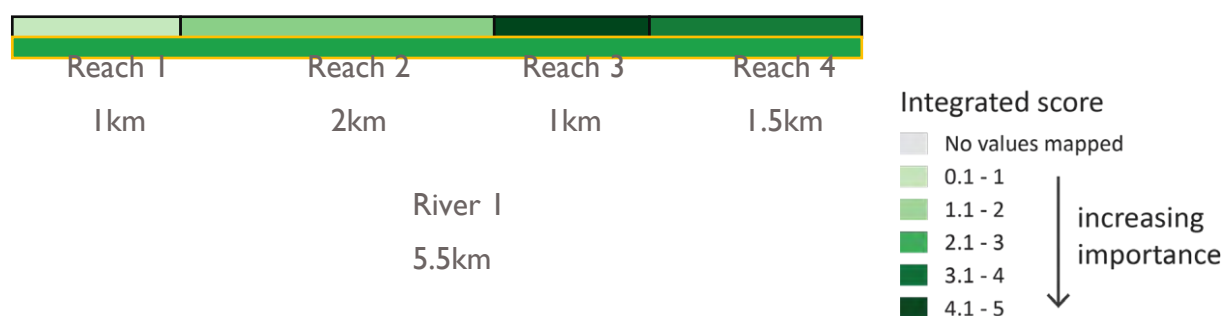 Reach 1 Reach 2 Reach 3 Reach 4
1km 2km 1km 1.5km
River 1
5.5km
Integrated score
No values mapped
0.1 - 1
1.1 - 2
2.1 - 3
3.1 - 4
4.1 - 5
increasing
importance